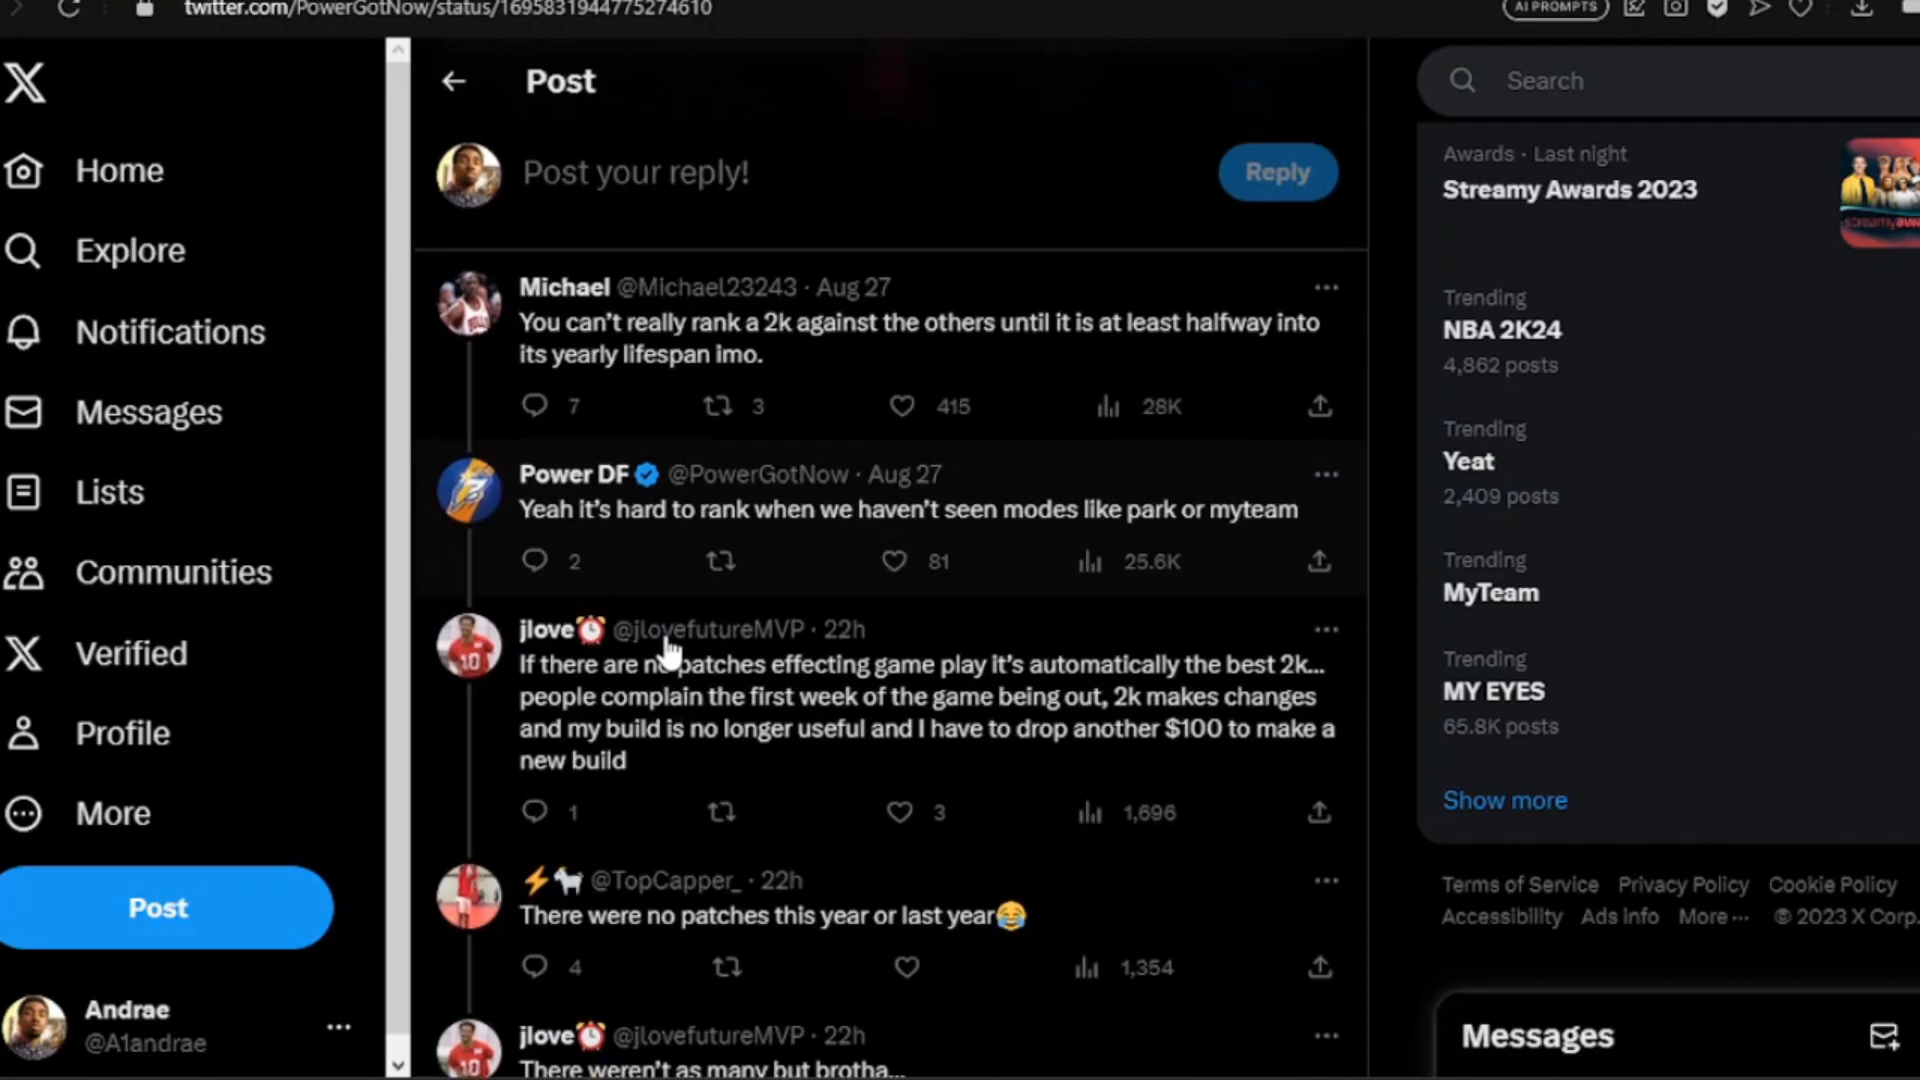 twitter.com/PowerGotNow/status/1695831944775274610
AI PROMPTS
Home
Explore
Notifications
Messages
Lists
Communities
Verified
Profile
More
Post
Andrae
@A1andrae
Post
Post your reply!
Reply
Michael @Michael23243 · Aug 27
You can't really rank a 2k against the others until it is at least halfway into
its yearly lifespan imo.
7 3 415 28K
Power DF @PowerGotNow · Aug 27
Yeah it's hard to rank when we haven't seen modes like park or myteam
2 81 25.6K
jlove⏰ @jlovefutureMVP · 22h
If there are no patches effecting game play it's automatically the best 2k...
people complain the first week of the game being out, 2k makes changes
and my build is no longer useful and I have to drop another $100 to make a
new build
1 3 1,696
⚡🐐 @TopCapper_ · 22h
There were no patches this year or last year😂
4 1,354
jlove⏰ @jlovefutureMVP · 22h
There weren't as many but brotha...
Search
Awards · Last night
Streamy Awards 2023
Trending
NBA 2K24
4,862 posts
Trending
Yeat
2,409 posts
Trending
MyTeam
Trending
MY EYES
65.8K posts
Show more
Terms of Service Privacy Policy Cookie Policy
Accessibility Ads info More ··· © 2023 X Corp.
Messages